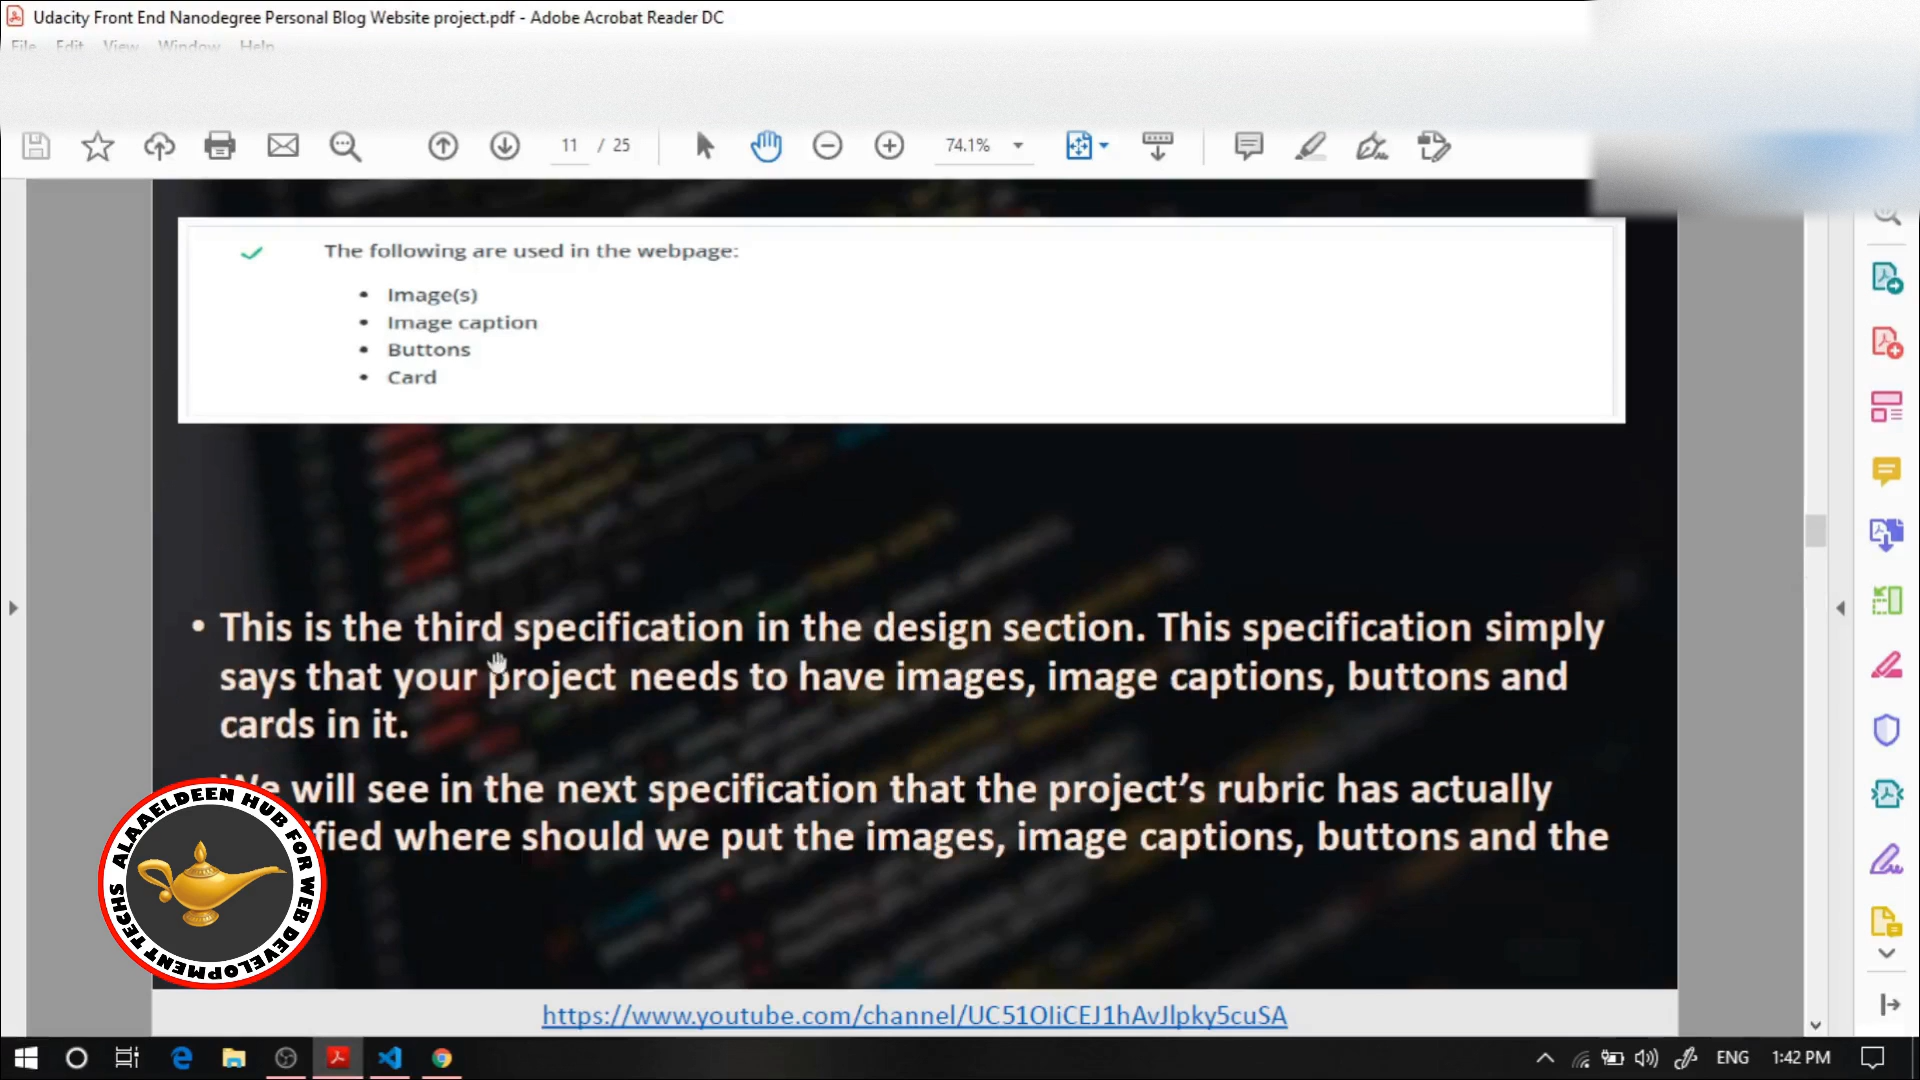 Udacity Front End Nanodegree Personal Blog Website project.pdf - Adobe Acrobat Reader DC
File Edit View Window Help
11 / 25
74.1%
The following are used in the webpage:
• Image(s)
• Image caption
• Buttons
• Card
• This is the third specification in the design section. This specification simply
says that your project needs to have images, image captions, buttons and
cards in it.
We will see in the next specification that the project’s rubric has actually
where should we put the images, image captions, buttons and the
ALAAELDEEN HUB FOR WEB DEVELOPMENT TECHS
https://www.youtube.com/channel/UC51OIiCEJ1hAvJlpky5cuSA
ENG
1:42 PM